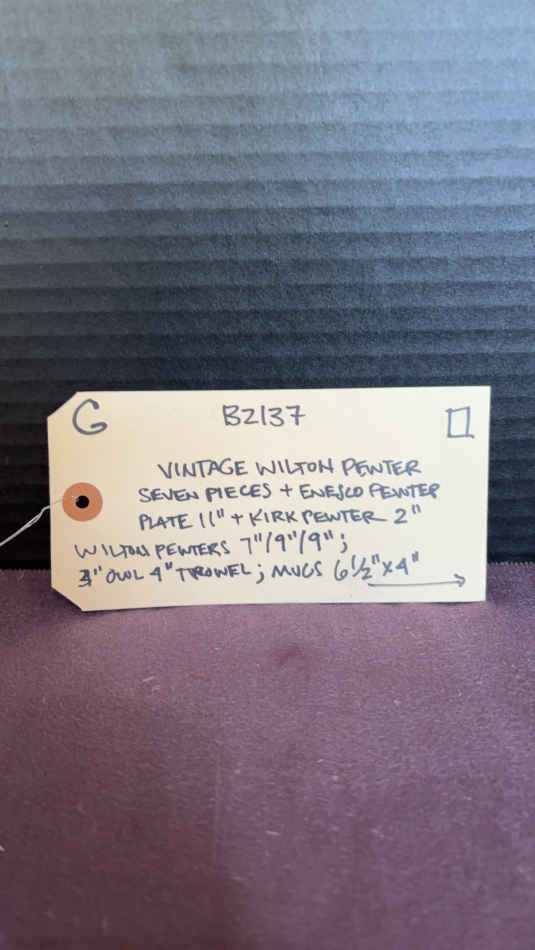 G B2137
VINTAGE WILTON PEWTER
SEVEN PIECES + ENESCO PEWTER
PLATE 11" + KIRK PEWTER 2"
WILTON PEWTERS 7"/9"/9";
3" OWL 4" TROWEL; MUGS 6 1/2" x 4"